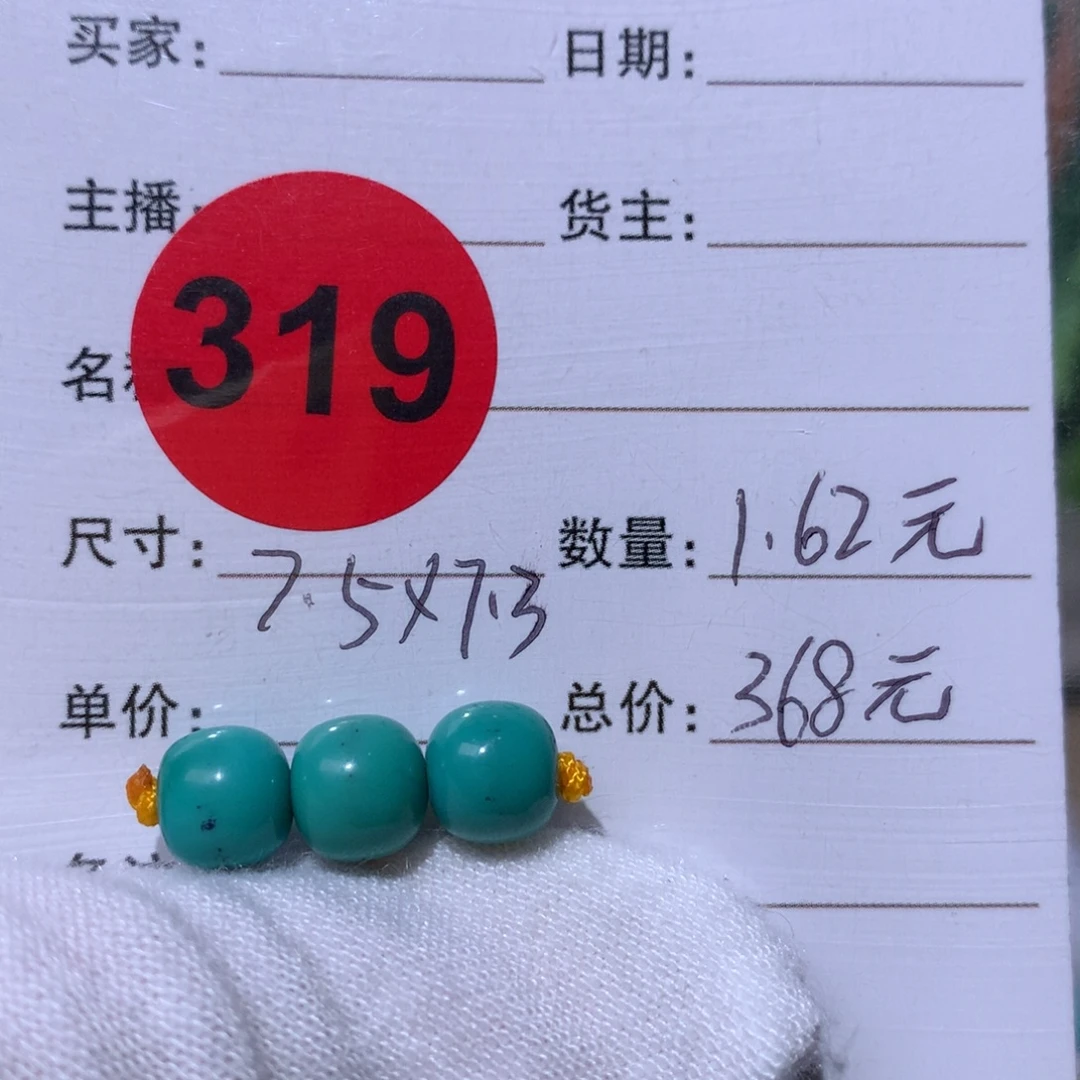 买家: 日期:
主播: 货主:
319
名
尺寸: 7.5x7.3 数量: 1.62元
单价: 总价: 368元